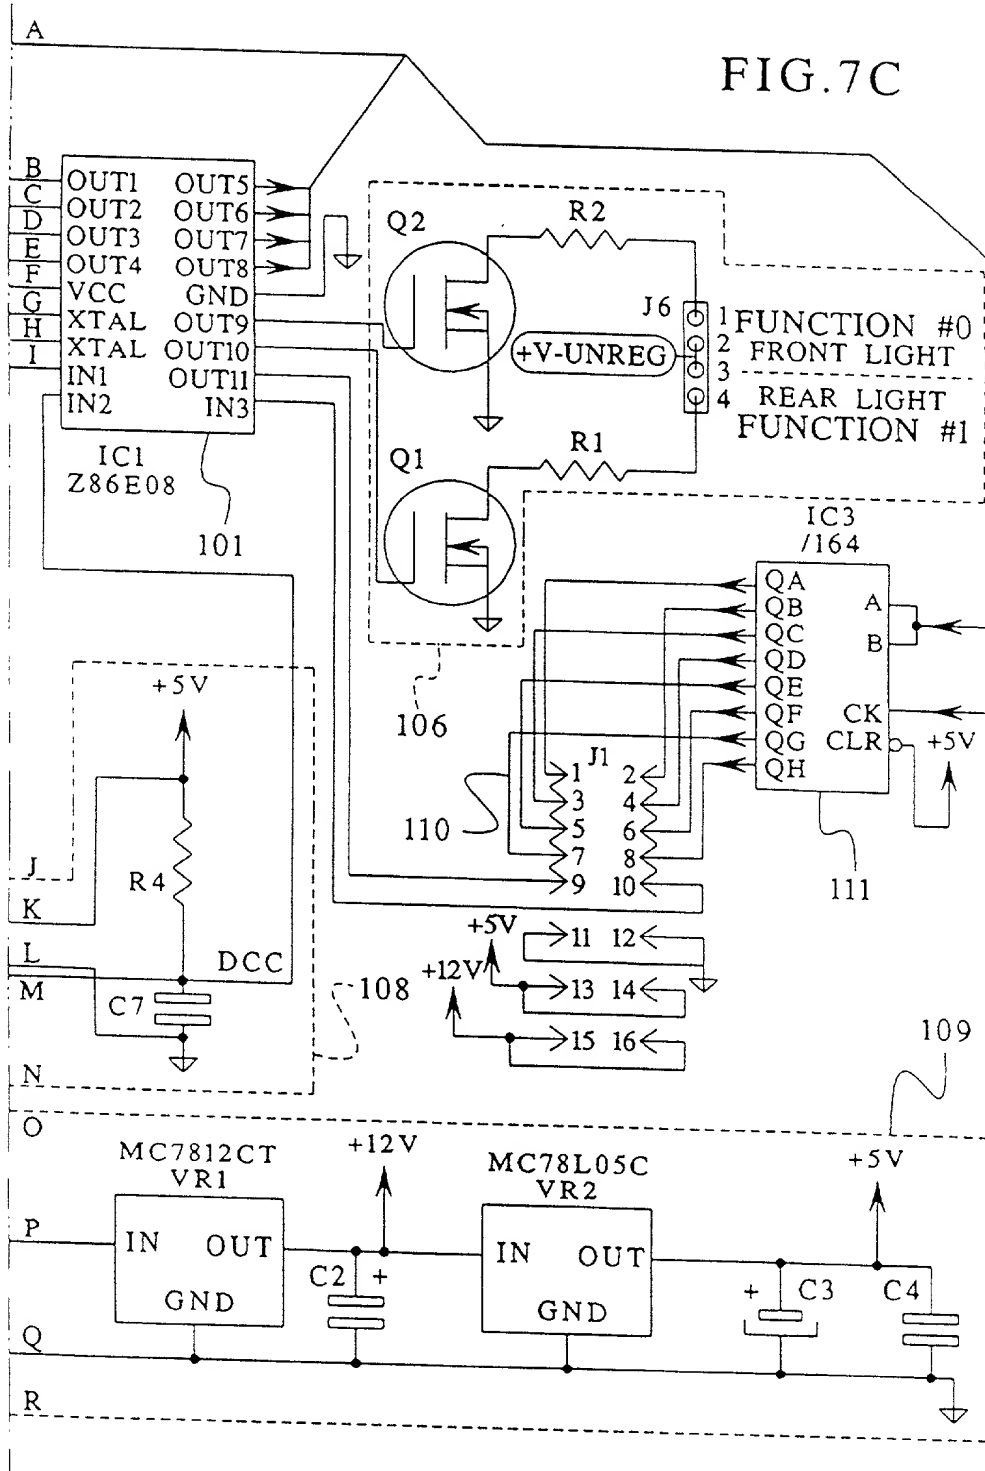 A
FIG.7C
B
C
D
E
F
G
H
I
OUT1 OUT5
OUT2 OUT6
OUT3 OUT7
OUT4 OUT8
VCC GND
XTAL OUT9
XTAL OUT10
IN1 OUT11
IN2 IN3
IC1
Z86E08
101
Q2
R2
J6
+V-UNREG
1
2
3
4
FUNCTION #0
FRONT LIGHT
REAR LIGHT
FUNCTION #1
Q1
R1
106
IC3
/164
QA
QB
QC
QD
QE
QF
QG
QH
A
B
CK
CLR
+5V
111
J1
1 2
3 4
5 6
7 8
9 10
11 12
13 14
15 16
110
+5V
+12V
+5V
R4
J
K
L
M
DCC
C7
108
N
O
109
MC7812CT
VR1
+12V
MC78L05C
VR2
+5V
P
IN OUT
GND
C2 +
IN OUT
GND
+ C3
C4
Q
R